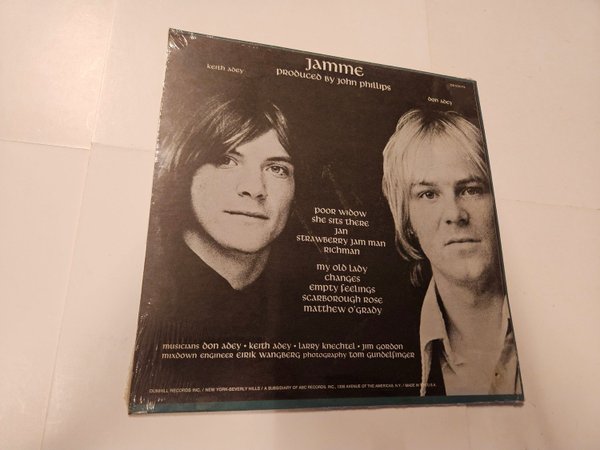 Jamme
produced by John Phillips
keith adey
don adey
poor widow
she sits there
jan
strawberry jam man
richman
my old lady
changes
empty feelings
scarborough rose
matthew o'grady
musicians don adey • keith adey • larry knechtel • jim gordon
mixdown engineer eirik wangberg photography tom gundelfinger
DUNHILL RECORDS INC. / NEW YORK-BEVERLY HILLS / A SUBSIDIARY OF ABC RECORDS, INC., 1330 AVENUE OF THE AMERICAS, N.Y. / MADE IN THE U.S.A.